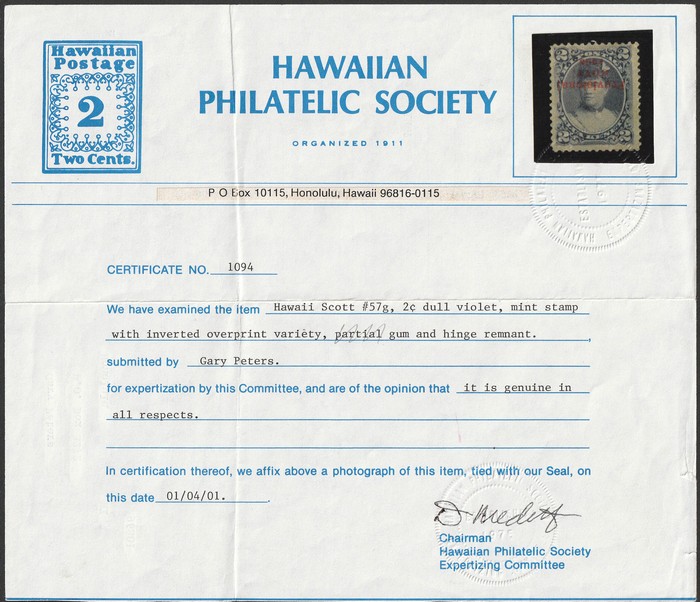 Hawaiian
Postage
2
Two Cents.
HAWAIIAN
PHILATELIC SOCIETY
ORGANIZED 1911
P O Box 10115, Honolulu, Hawaii 96816-0115
CERTIFICATE NO. 1094
We have examined the item Hawaii Scott #57g, 2¢ dull violet, mint stamp
with inverted overprint variety, partial gum and hinge remnant.
submitted by Gary Peters.
for expertization by this Committee, and are of the opinion that it is genuine in
all respects.
In certification thereof, we affix above a photograph of this item, tied with our Seal, on
this date 01/04/01.
Chairman
Hawaiian Philatelic Society
Expertizing Committee